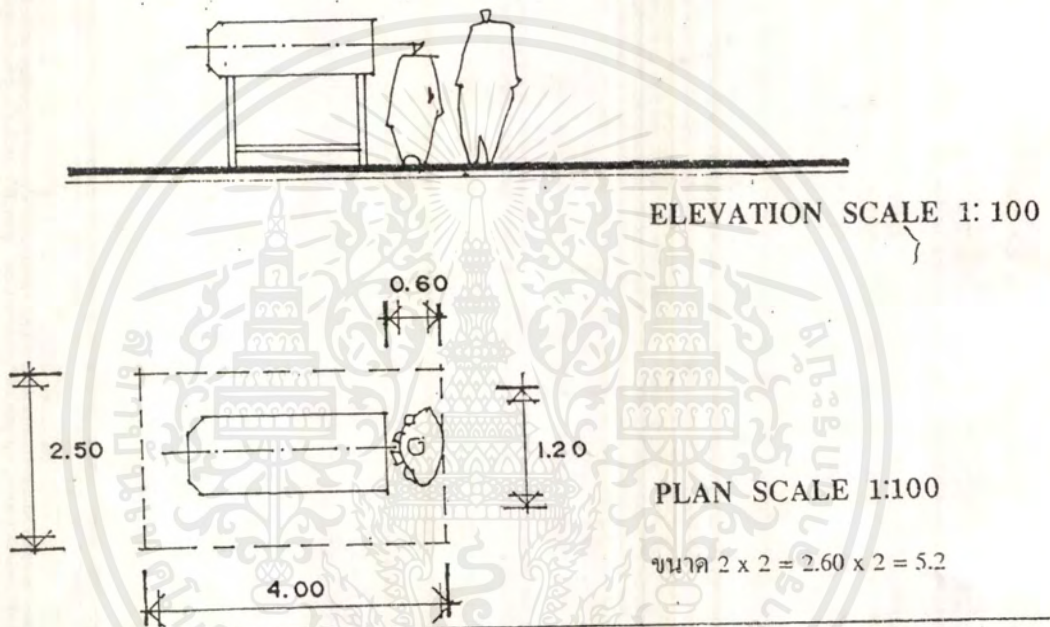 ELEVATION SCALE 1:100
0.60
2.50
1.20
PLAN SCALE 1:100
ขนาด 2 x 2 = 2.60 x 2 = 5.2
4.00